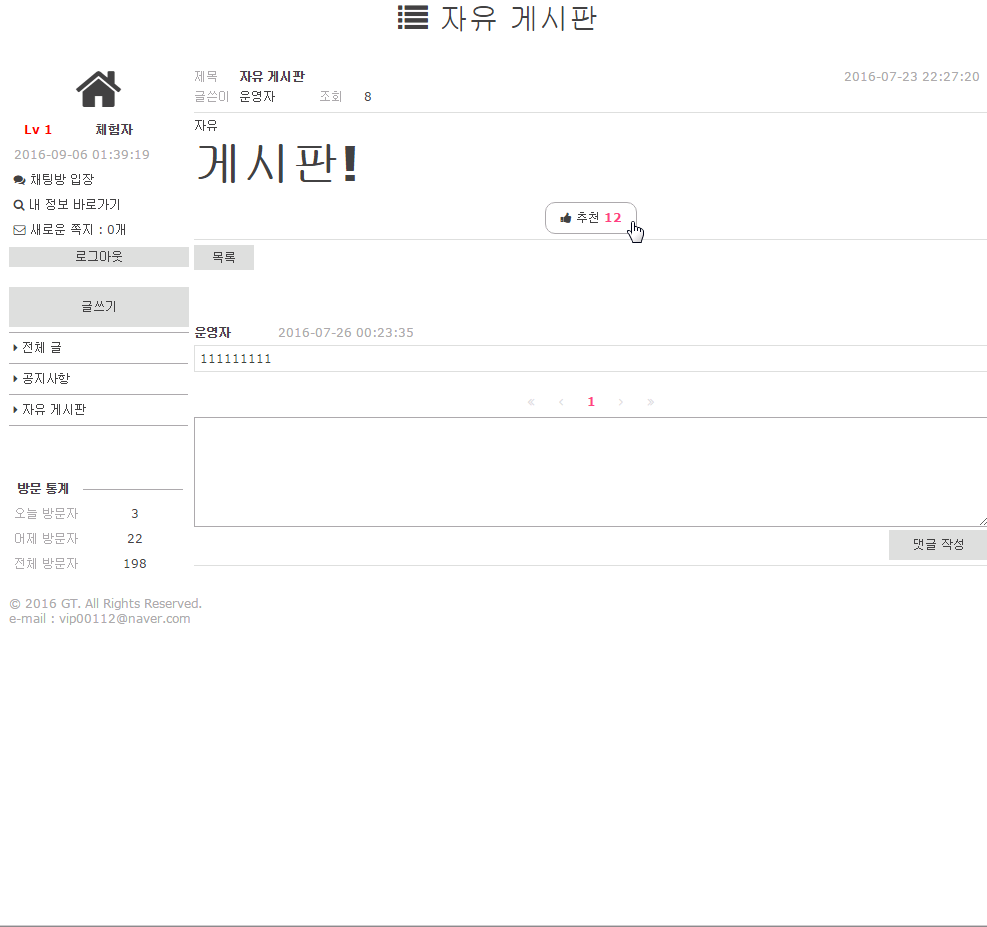 자유 게시판
Lv 1 체험자
2016-09-06 01:39:19
채팅방 입장
내 정보 바로가기
새로운 쪽지 : 0개
로그아웃
글쓰기
전체 글
공지사항
자유 게시판
방문 통계
오늘 방문자 3
어제 방문자 22
전체 방문자 198
제목 자유 게시판 2016-07-23 22:27:20
글쓴이 운영자 조회 8
자유
게시판!
추천 12
목록
운영자 2016-07-26 00:23:35
111111111
« ‹ 1 › »
댓글 작성
© 2016 GT. All Rights Reserved.
e-mail : vip00112@naver.com